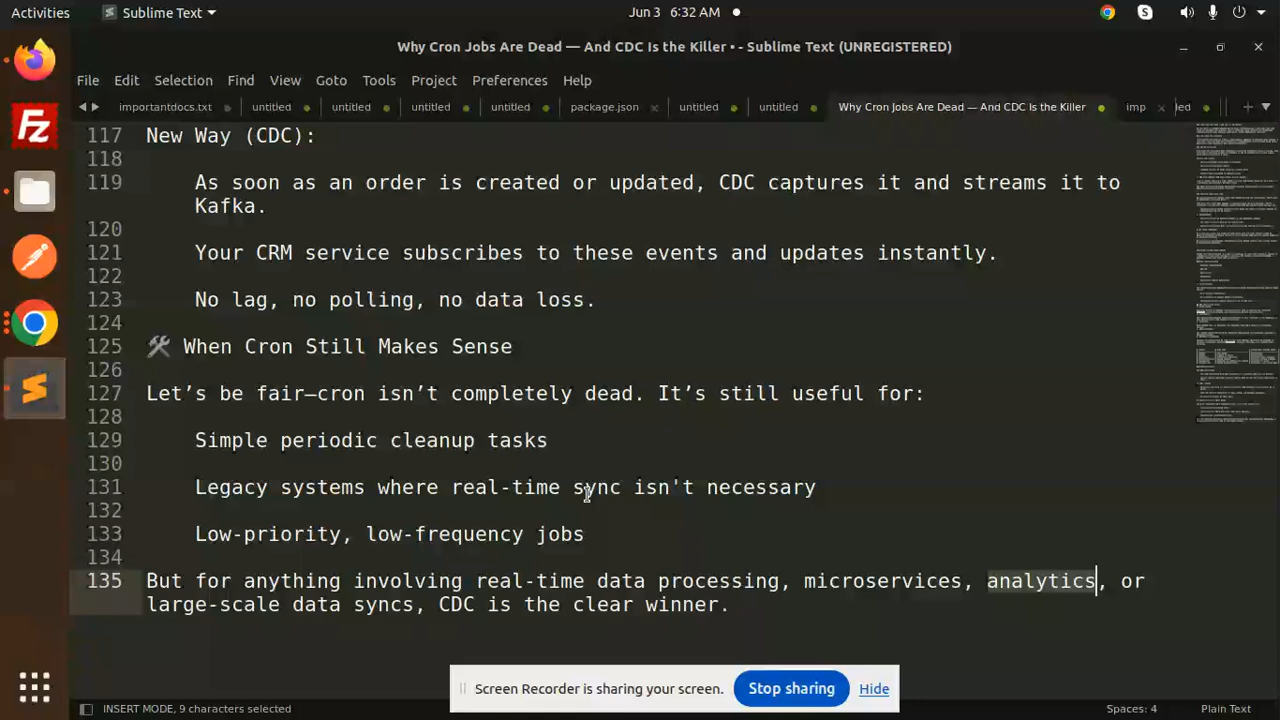 Activities
Sublime Text
Jun 3 6:32 AM
Why Cron Jobs Are Dead — And CDC Is the Killer • - Sublime Text (UNREGISTERED)
File Edit Selection Find View Goto Tools Project Preferences Help
importantdocs.txt untitled untitled untitled untitled package.json untitled untitled Why Cron Jobs Are Dead — And CDC Is the Killer imp led
117 New Way (CDC):
118
119 As soon as an order is created or updated, CDC captures it and streams it to
Kafka.
120
121 Your CRM service subscribes to these events and updates instantly.
122
123 No lag, no polling, no data loss.
124
125 🛠 When Cron Still Makes Sense
126
127 Let’s be fair—cron isn’t completely dead. It’s still useful for:
128
129 Simple periodic cleanup tasks
130
131 Legacy systems where real-time sync isn't necessary
132
133 Low-priority, low-frequency jobs
134
135 But for anything involving real-time data processing, microservices, analytics, or
large-scale data syncs, CDC is the clear winner.
Screen Recorder is sharing your screen. Stop sharing Hide
INSERT MODE, 9 characters selected Spaces: 4 Plain Text